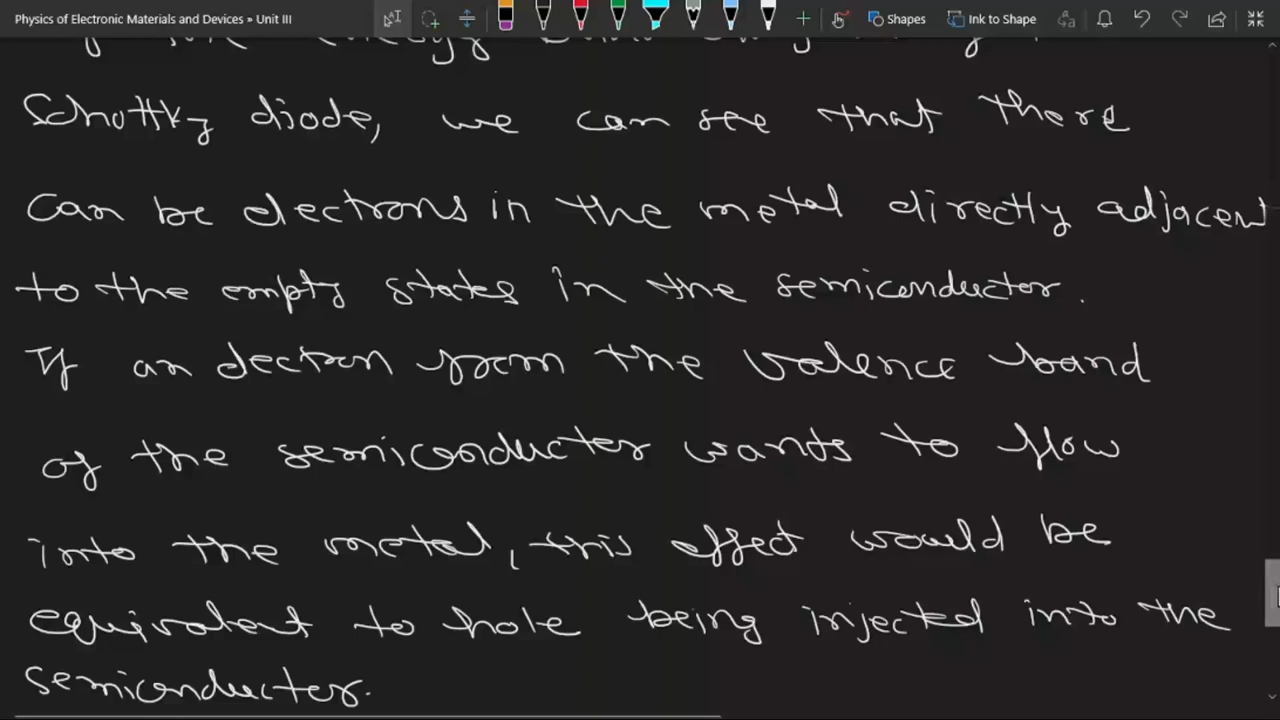 Physics of Electronic Materials and Devices » Unit III
Shapes
Ink to Shape
Schottky diode, we can see that there
can be electrons in the metal directly adjacent
to the empty states in the semiconductor.
If an electron from the valence band
of the semiconductor wants to flow
into the metal, this effect would be
equivalent to hole being injected into the
semiconductor.